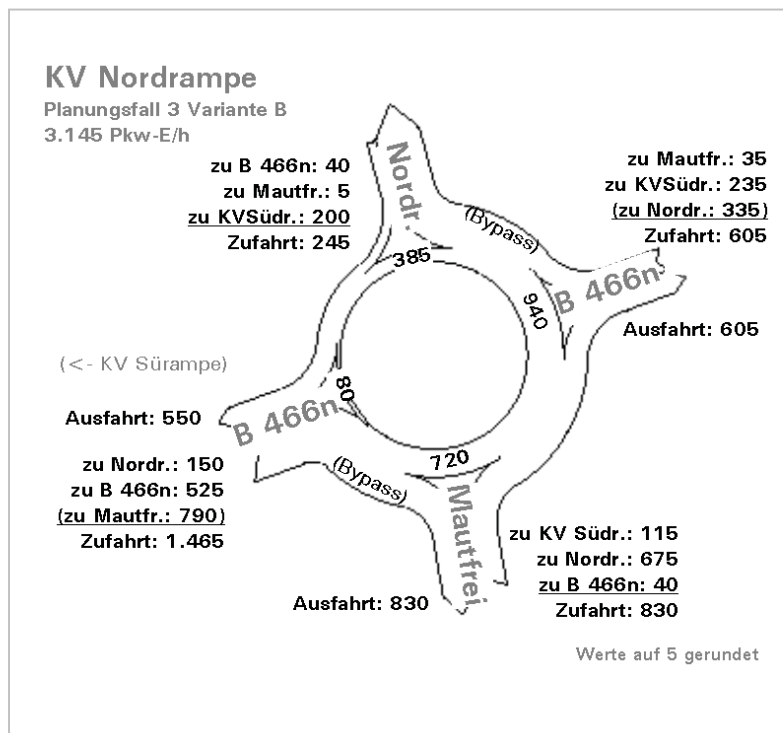 KV Nordrampe
Planungsfall 3 Variante B
3.145 Pkw-E/h
zu B 466n: 40
zu Mautfr.: 5
zu KVSüdr.: 200
Zufahrt: 245
Nordr.
385
(Bypass)
zu Mautfr.: 35
zu KVSüdr.: 235
(zu Nordr.: 335)
Zufahrt: 605
B 466n
940
Ausfahrt: 605
(<- KV Sürampe)
Ausfahrt: 550
B 466n
80
zu Nordr.: 150
zu B 466n: 525
(zu Mautfr.: 790)
Zufahrt: 1.465
(Bypass)
720
Mautfrei
Ausfahrt: 830
zu KV Südr.: 115
zu Nordr.: 675
zu B 466n: 40
Zufahrt: 830
Werte auf 5 gerundet